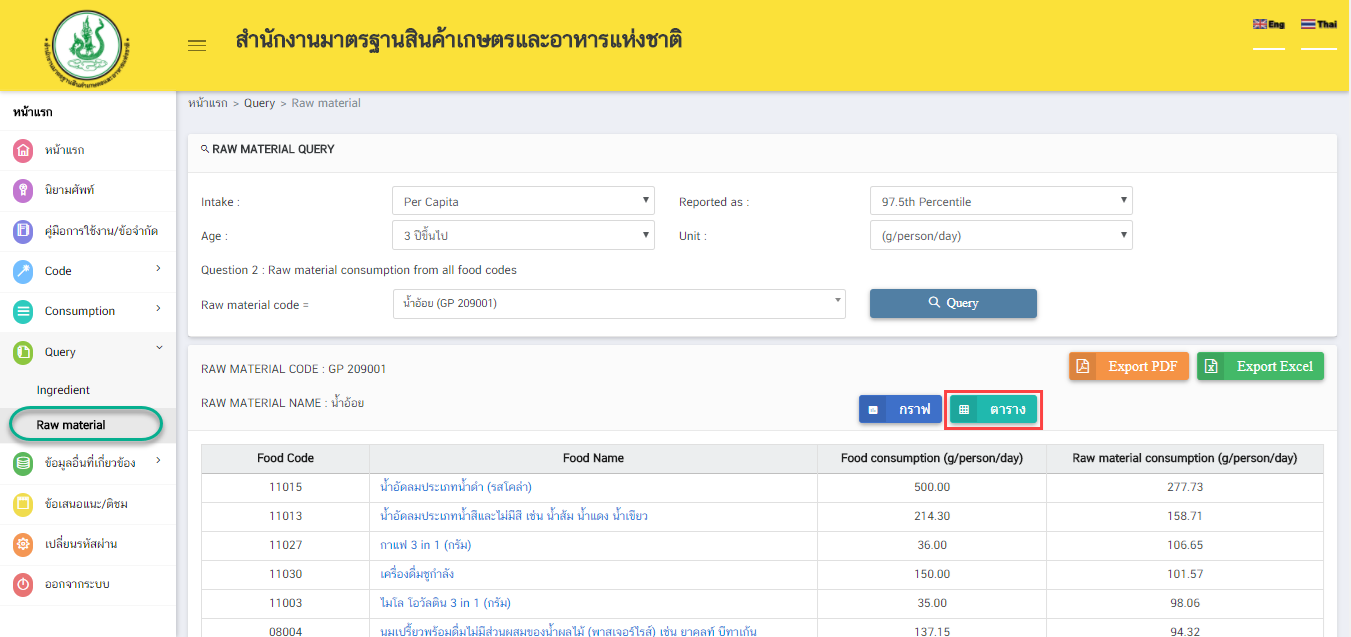 สำนักงานมาตรฐานสินค้าเกษตรและอาหารแห่งชาติ
Eng
Thai
หน้าแรก
หน้าแรก
นิยามศัพท์
คู่มือการใช้งาน/ข้อจำกัด
Code
Consumption
Query
Ingredient
Raw material
ข้อมูลอื่นที่เกี่ยวข้อง
ข้อเสนอแนะ/ติชม
เปลี่ยนรหัสผ่าน
ออกจากระบบ
หน้าแรก > Query > Raw material
RAW MATERIAL QUERY
Intake : Per Capita Reported as : 97.5th Percentile
Age : 3 ปีขึ้นไป Unit : (g/person/day)
Question 2 : Raw material consumption from all food codes
Raw material code = น้ำอ้อย (GP 209001) Query
RAW MATERIAL CODE : GP 209001 Export PDF Export Excel
RAW MATERIAL NAME : น้ำอ้อย กราฟ ตาราง
Food Code Food Name Food consumption (g/person/day) Raw material consumption (g/person/day)
11015 น้ำอัดลมประเภทน้ำดำ (รสโคล่า) 500.00 277.73
11013 น้ำอัดลมประเภทน้ำสีและไม่มีสี เช่น น้ำส้ม น้ำแดง น้ำเขียว 214.30 158.71
11027 กาแฟ 3 in 1 (กรัม) 36.00 106.65
11030 เครื่องดื่มชูกำลัง 150.00 101.57
11003 ไมโล โอวัลติน 3 in 1 (กรัม) 35.00 98.06
08004 นมเปรี้ยวพร้อมดื่มไม่มีส่วนผสมของน้ำผลไม้ (พาสเจอร์ไรส์) เช่น ยาคูลท์ บีทาเก้น 137.15 94.32